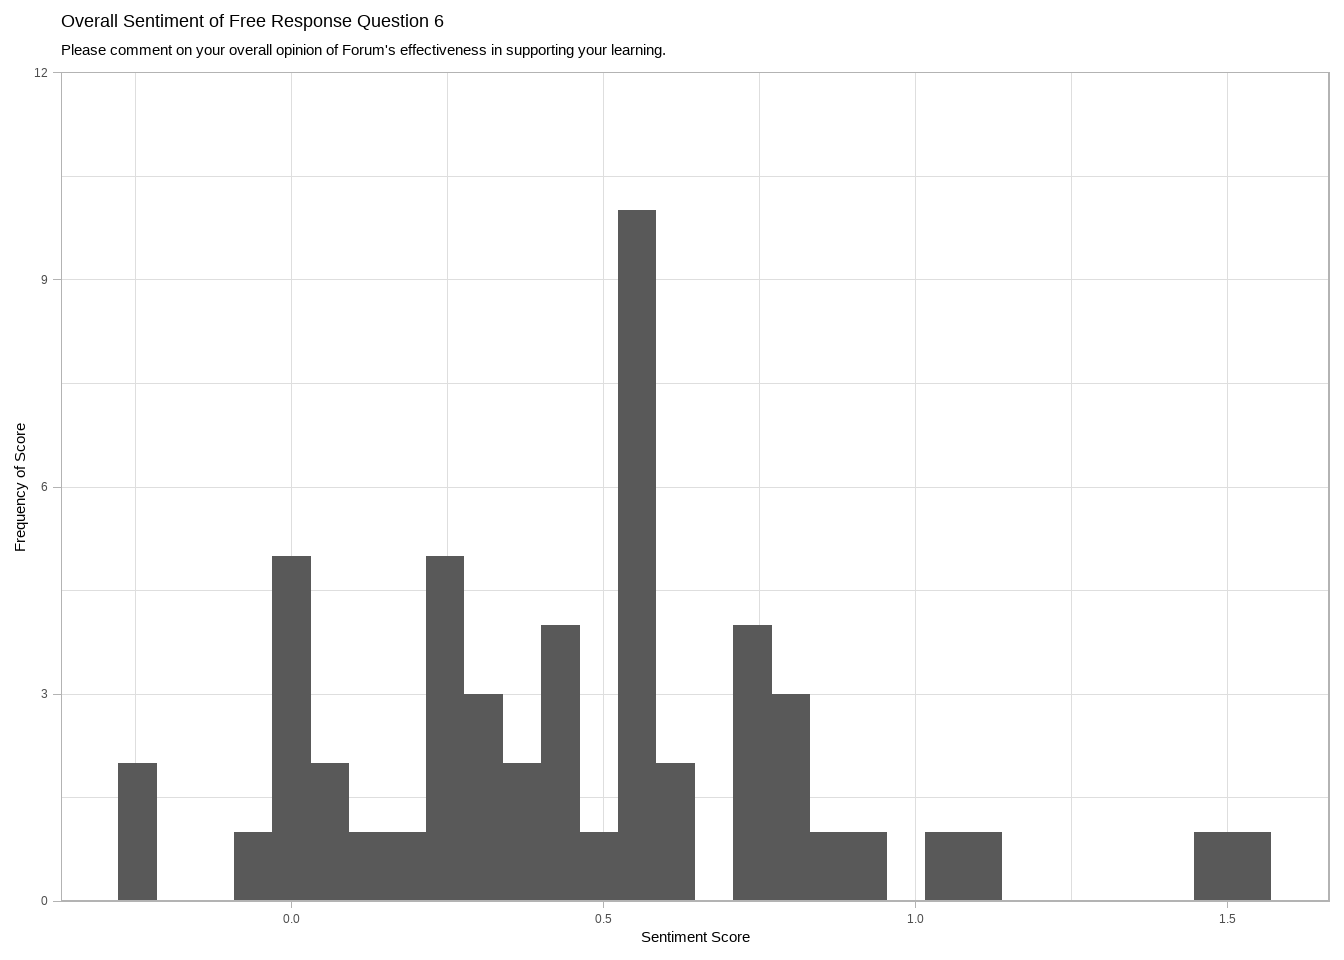 Overall Sentiment of Free Response Question 6
Please comment on your overall opinion of Forum's effectiveness in supporting your learning.
12
9
6
3
0
Frequency of Score
0.0 0.5 1.0 1.5
Sentiment Score